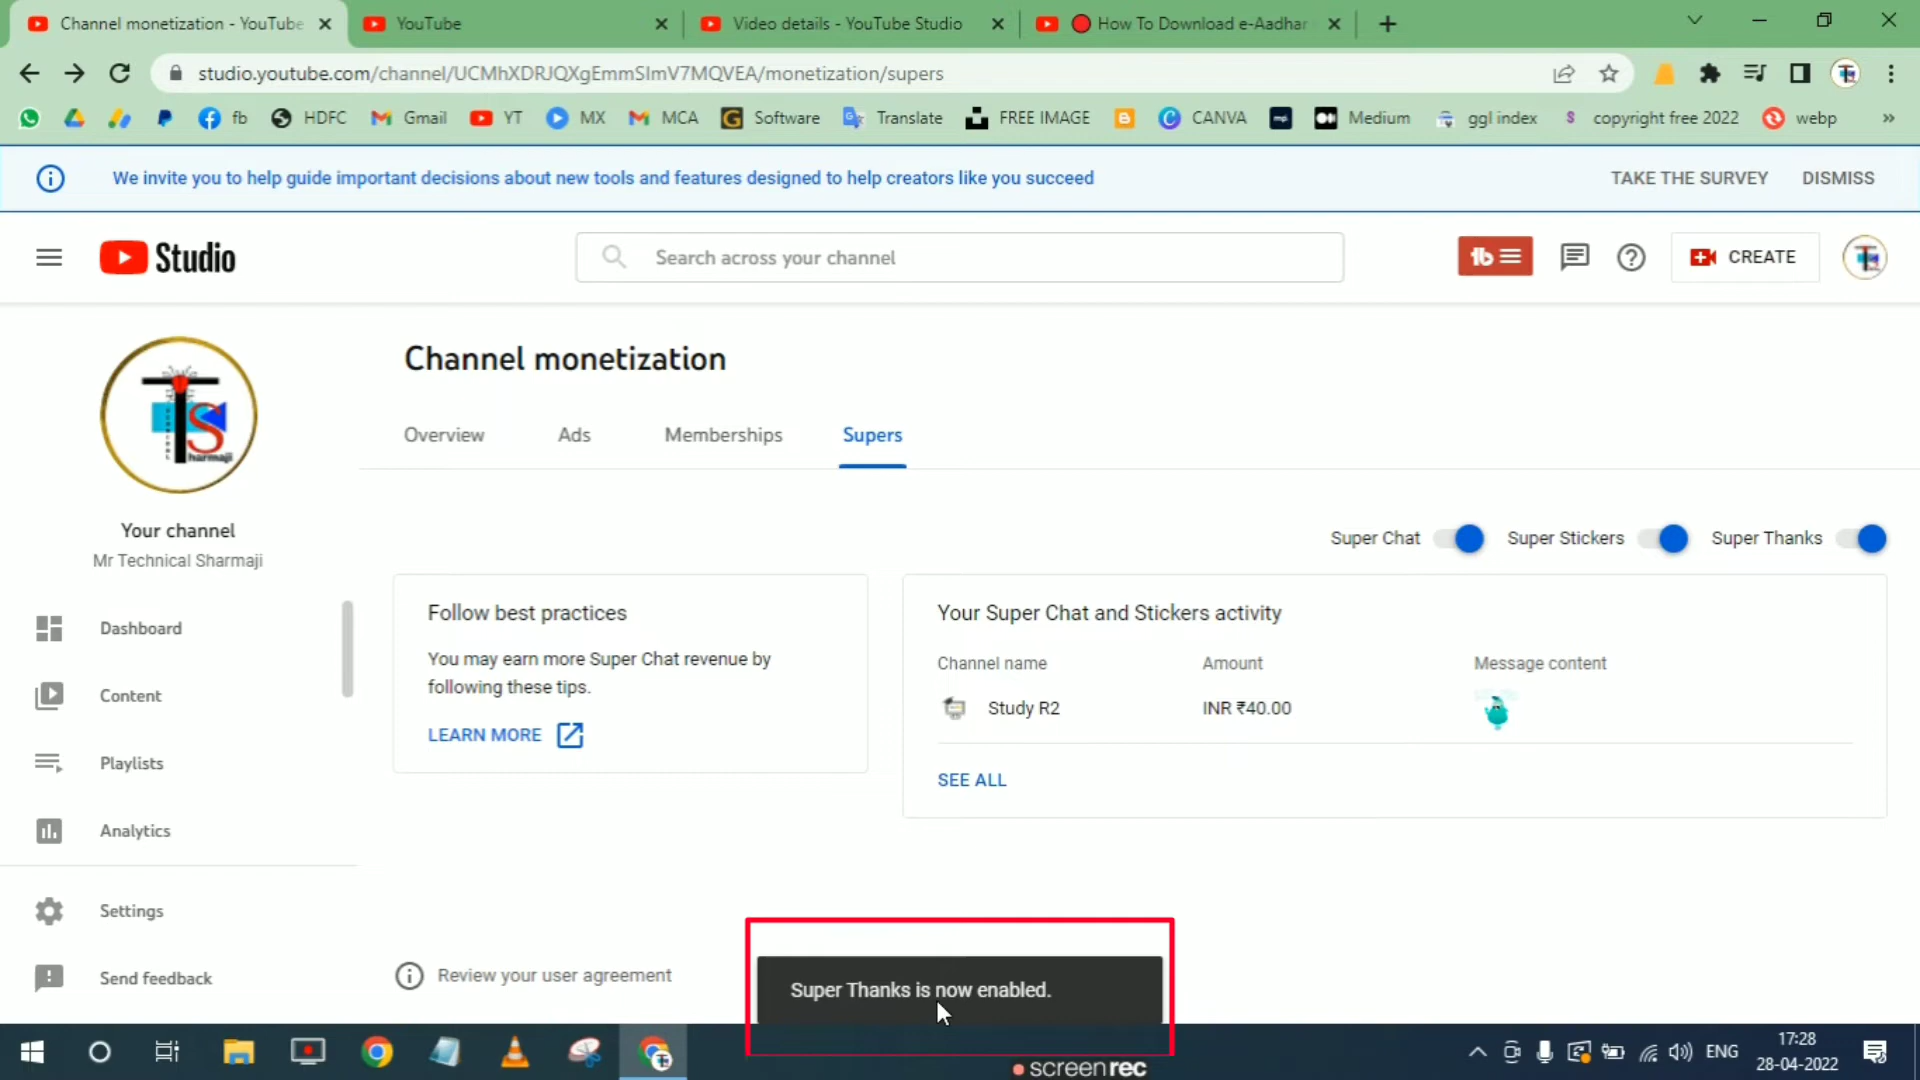 Channel monetization - YouTube
YouTube
Video details - YouTube Studio
How To Download e-Aadhar
studio.youtube.com/channel/UCMhXDRJQXgEmmSImV7MQVEA/monetization/supers
fb
HDFC
Gmail
YT
MX
MCA
Software
Translate
FREE IMAGE
CANVA
Medium
ggl index
copyright free 2022
webp
»
We invite you to help guide important decisions about new tools and features designed to help creators like you succeed
TAKE THE SURVEY
DISMISS
Studio
Search across your channel
tb
CREATE
Channel monetization
Overview
Ads
Memberships
Supers
Your channel
Mr Technical Sharmaji
Super Chat
Super Stickers
Super Thanks
Follow best practices
You may earn more Super Chat revenue by
following these tips.
LEARN MORE
Your Super Chat and Stickers activity
Channel name Amount Message content
Study R2 INR ₹40.00
SEE ALL
Dashboard
Content
Playlists
Analytics
Settings
Send feedback
Review your user agreement
Super Thanks is now enabled.
ENG
17:28
28-04-2022
screenrec